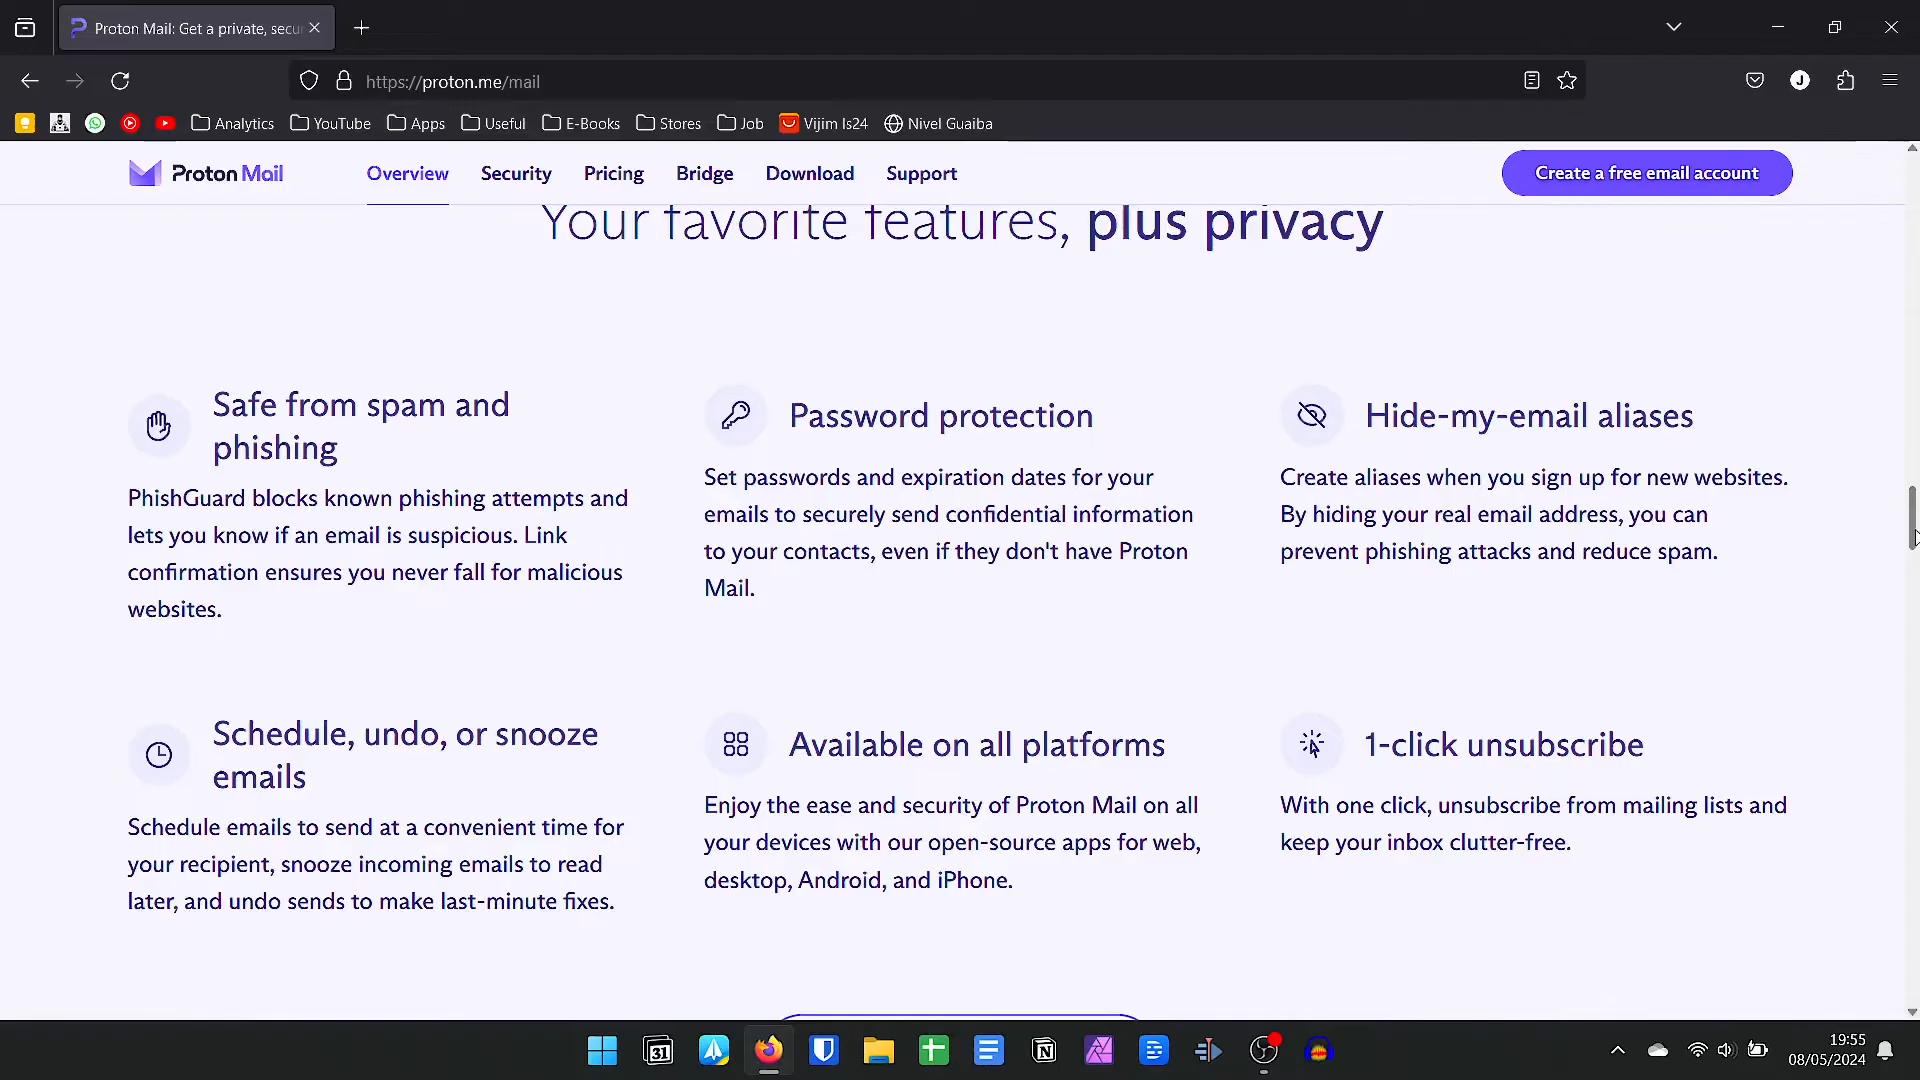 Proton Mail: Get a private, secu
https://proton.me/mail
J
Analytics YouTube Apps Useful E-Books Stores Job Vijim ls24 Nivel Guaiba
Proton Mail Overview Security Pricing Bridge Download Support Create a free email account
Your favorite features, plus privacy
Safe from spam and
phishing
PhishGuard blocks known phishing attempts and
lets you know if an email is suspicious. Link
confirmation ensures you never fall for malicious
websites.
Password protection
Set passwords and expiration dates for your
emails to securely send confidential information
to your contacts, even if they don't have Proton
Mail.
Hide-my-email aliases
Create aliases when you sign up for new websites.
By hiding your real email address, you can
prevent phishing attacks and reduce spam.
Schedule, undo, or snooze
emails
Schedule emails to send at a convenient time for
your recipient, snooze incoming emails to read
later, and undo sends to make last-minute fixes.
Available on all platforms
Enjoy the ease and security of Proton Mail on all
your devices with our open-source apps for web,
desktop, Android, and iPhone.
1-click unsubscribe
With one click, unsubscribe from mailing lists and
keep your inbox clutter-free.
31
19:55
08/05/2024